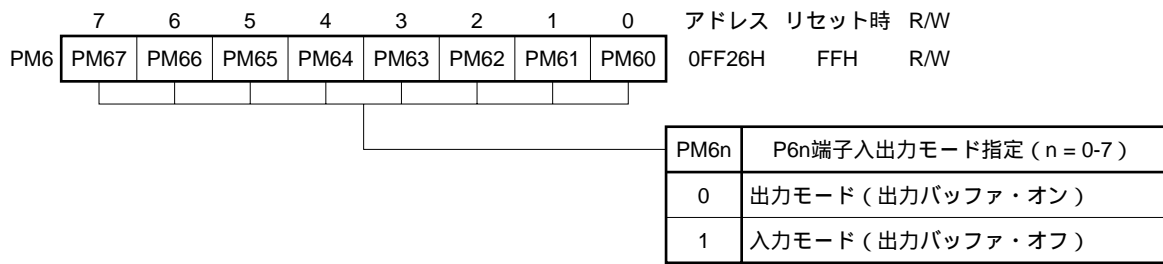 7 6 5 4 3 2 1 0 アドレス リセット時 R/W
PM6 PM67 PM66 PM65 PM64 PM63 PM62 PM61 PM60 0FF26H FFH R/W
PM6n P6n端子入出力モード指定(n = 0-7)
0 出力モード(出力バッファ・オン)
1 入力モード(出力バッファ・オフ)